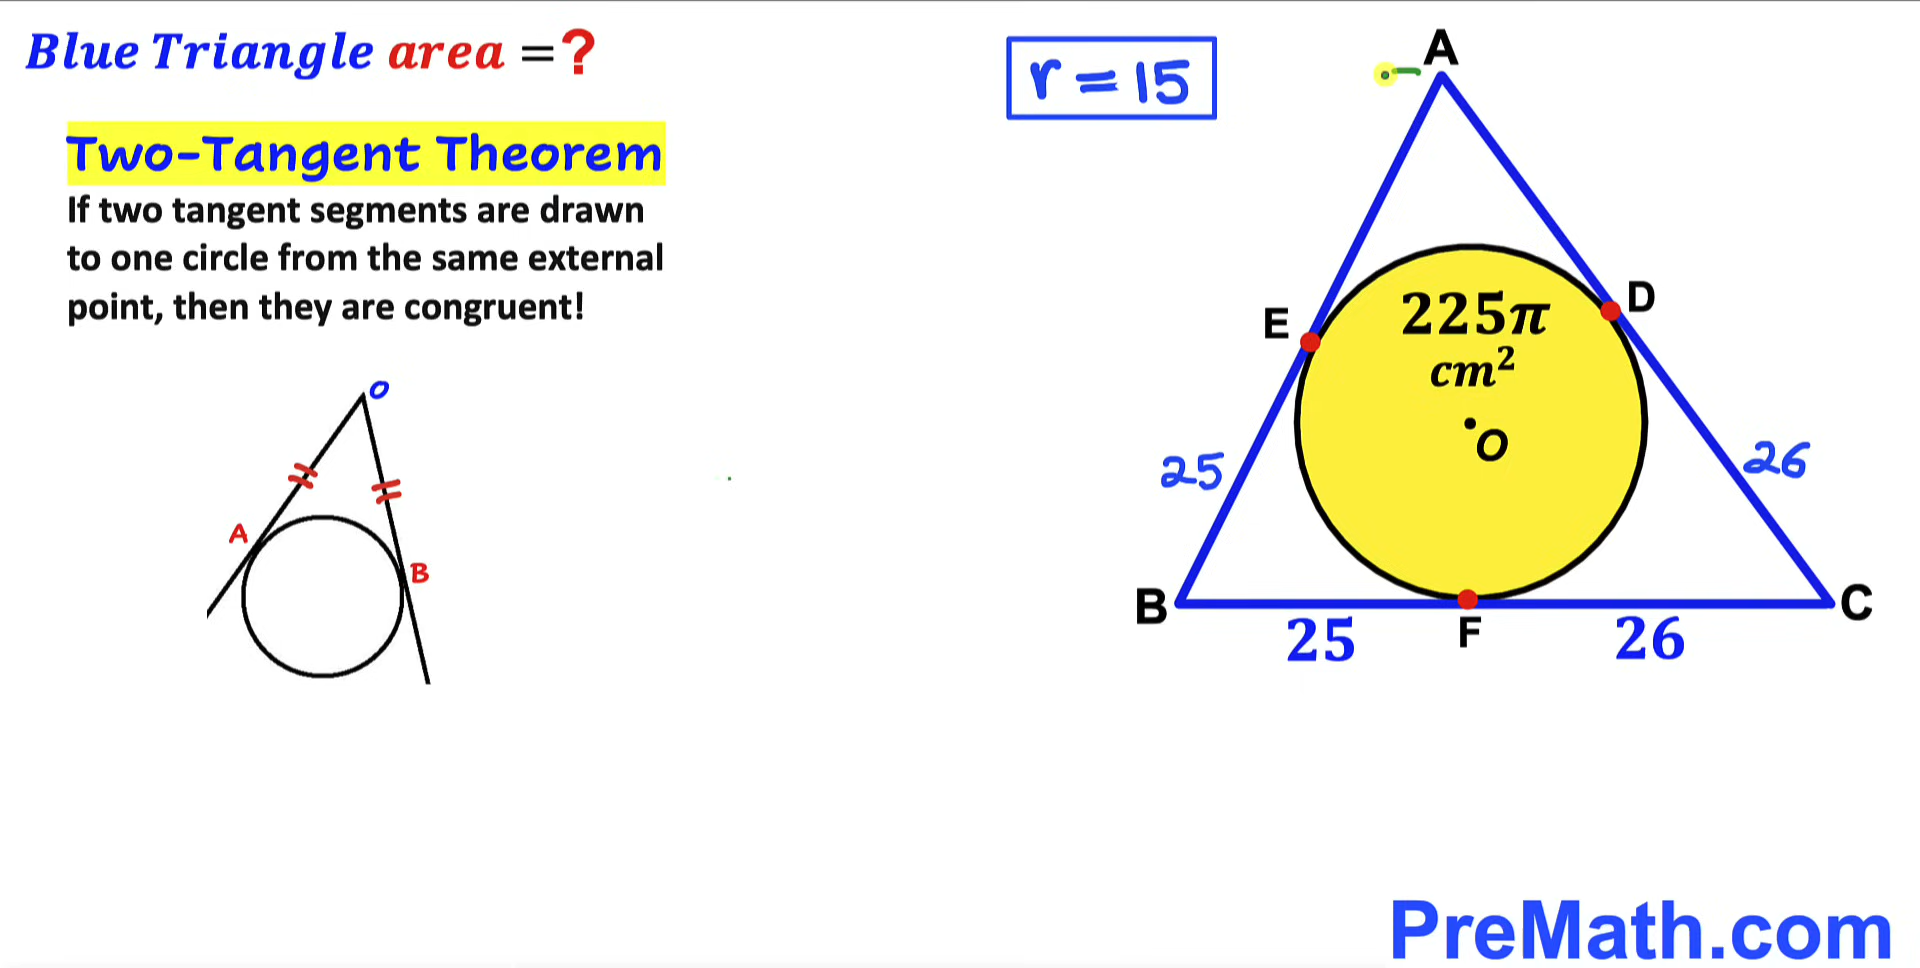 Blue Triangle area =?
Two-Tangent Theorem
If two tangent segments are drawn
to one circle from the same external
point, then they are congruent!
O
A
B
r = 15
A
E
D
225π
cm²
O
25
26
B
C
25
F
26
PreMath.com